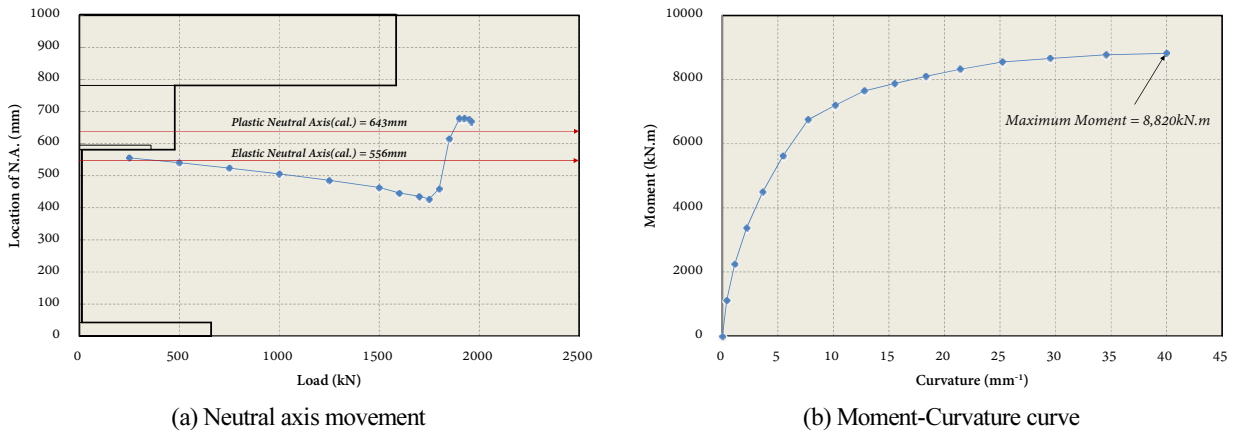 1000
900
800
700
600
500
400
300
200
100
0
Location of N.A. (mm)
Plastic Neutral Axis(cal.) = 643mm
Elastic Neutral Axis(cal.) = 556mm
0 500 1000 1500 2000 2500
Load (kN)
(a) Neutral axis movement
10000
8000
6000
4000
2000
0
Moment (kN.m)
Maximum Moment = 8,820kN.m
0 5 10 15 20 25 30 35 40 45
Curvature (mm⁻¹)
(b) Moment-Curvature curve